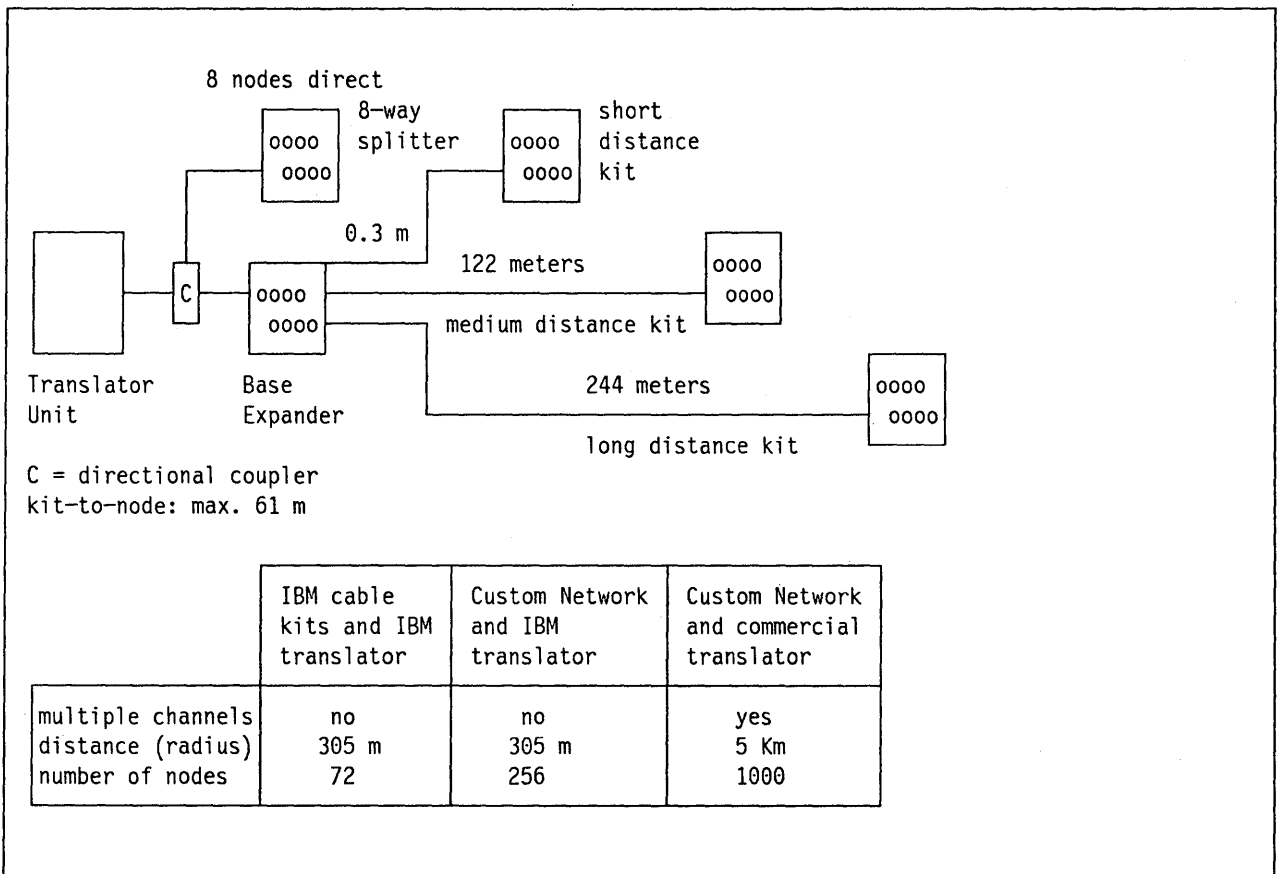 8 nodes direct
8-way
splitter
oooo
oooo
short
distance
kit
oooo
oooo
0.3 m
122 meters
oooo
oooo
C
oooo
oooo
medium distance kit
Translator
Unit
Base
Expander
244 meters
oooo
oooo
long distance kit
C = directional coupler
kit-to-node: max. 61 m
IBM cable kits and IBM translator
Custom Network and IBM translator
Custom Network and commercial translator
multiple channels no no yes
distance (radius) 305 m 305 m 5 Km
number of nodes 72 256 1000